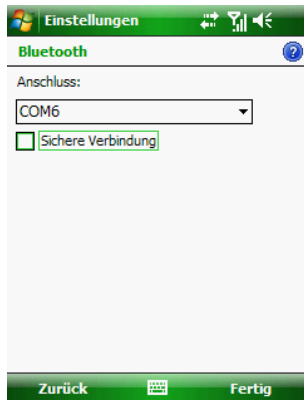 Einstellungen
Bluetooth
?
Anschluss:
COM6
Sichere Verbindung
Zurück Fertig